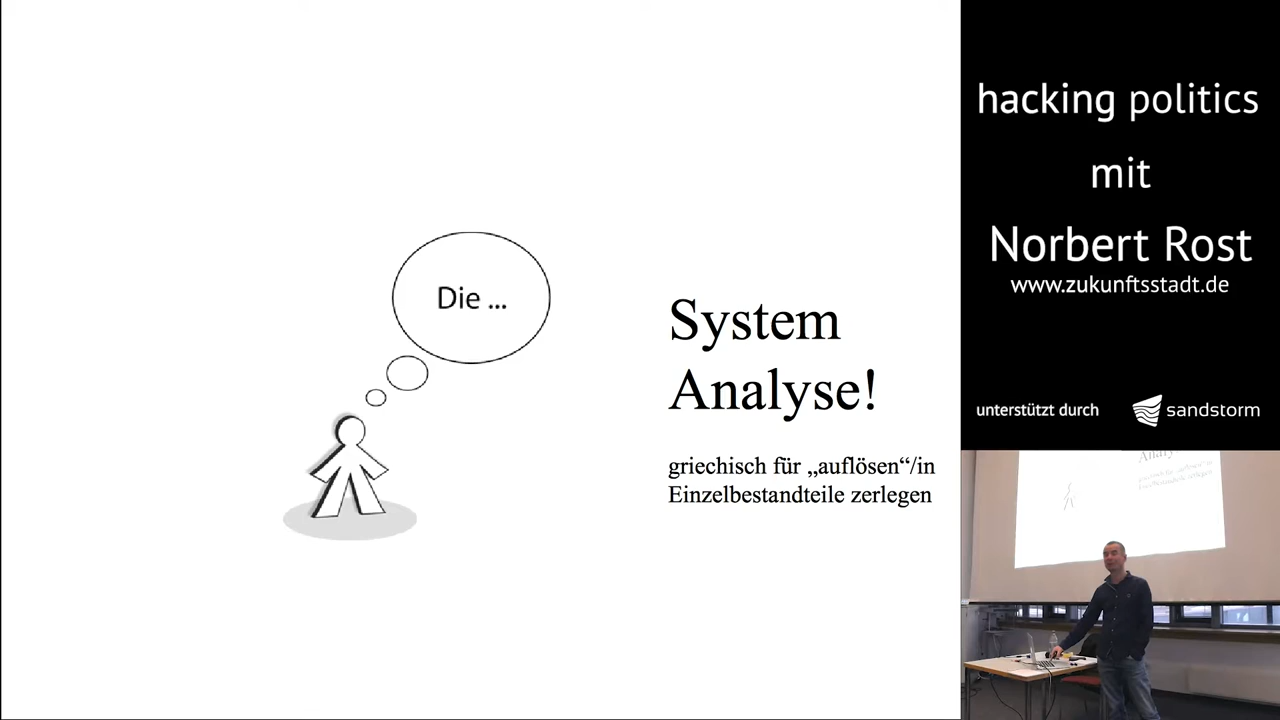 Die ...
System
Analyse!
griechisch für „auflösen“/in
Einzelbestandteile zerlegen
hacking politics
mit
Norbert Rost
www.zukunftsstadt.de
unterstützt durch
sandstorm